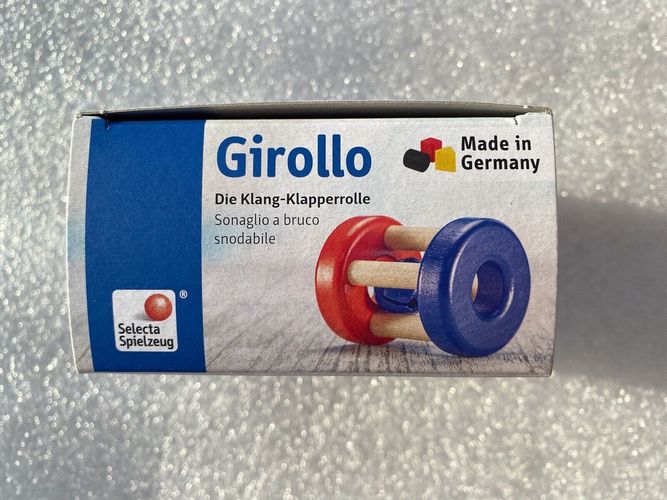 Girollo
Die Klang-Klapperrolle
Sonaglio a bruco
snodabile
Made in
Germany
Selecta
Spielzeug
®